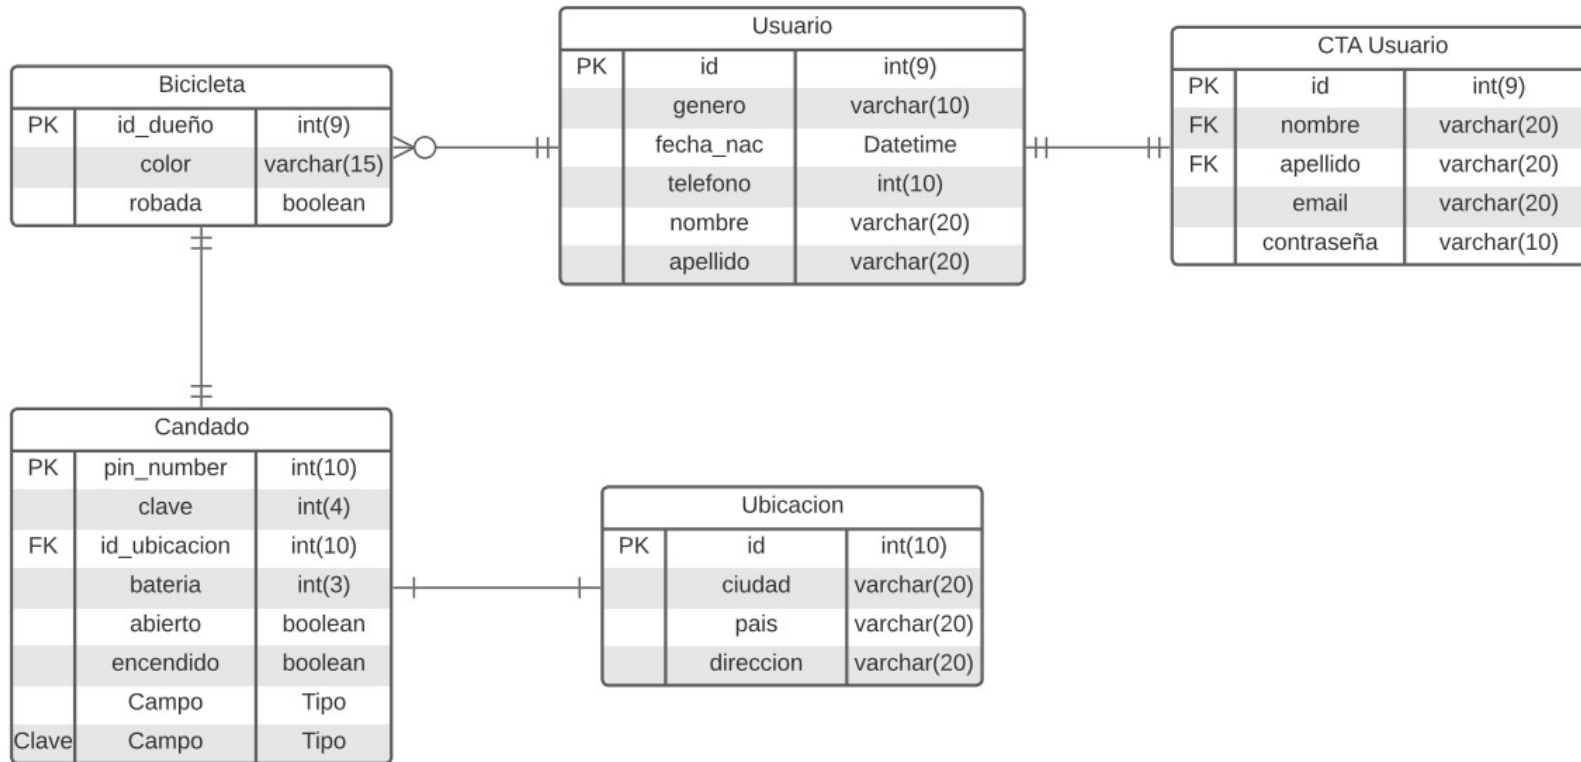 Bicicleta
PK id_dueño int(9)
color varchar(15)
robada boolean
Usuario
PK id int(9)
genero varchar(10)
fecha_nac Datetime
telefono int(10)
nombre varchar(20)
apellido varchar(20)
CTA Usuario
PK id int(9)
FK nombre varchar(20)
FK apellido varchar(20)
email varchar(20)
contraseña varchar(10)
Candado
PK pin_number int(10)
clave int(4)
FK id_ubicacion int(10)
bateria int(3)
abierto boolean
encendido boolean
Campo Tipo
Clave Campo Tipo
Ubicacion
PK id int(10)
ciudad varchar(20)
pais varchar(20)
direccion varchar(20)